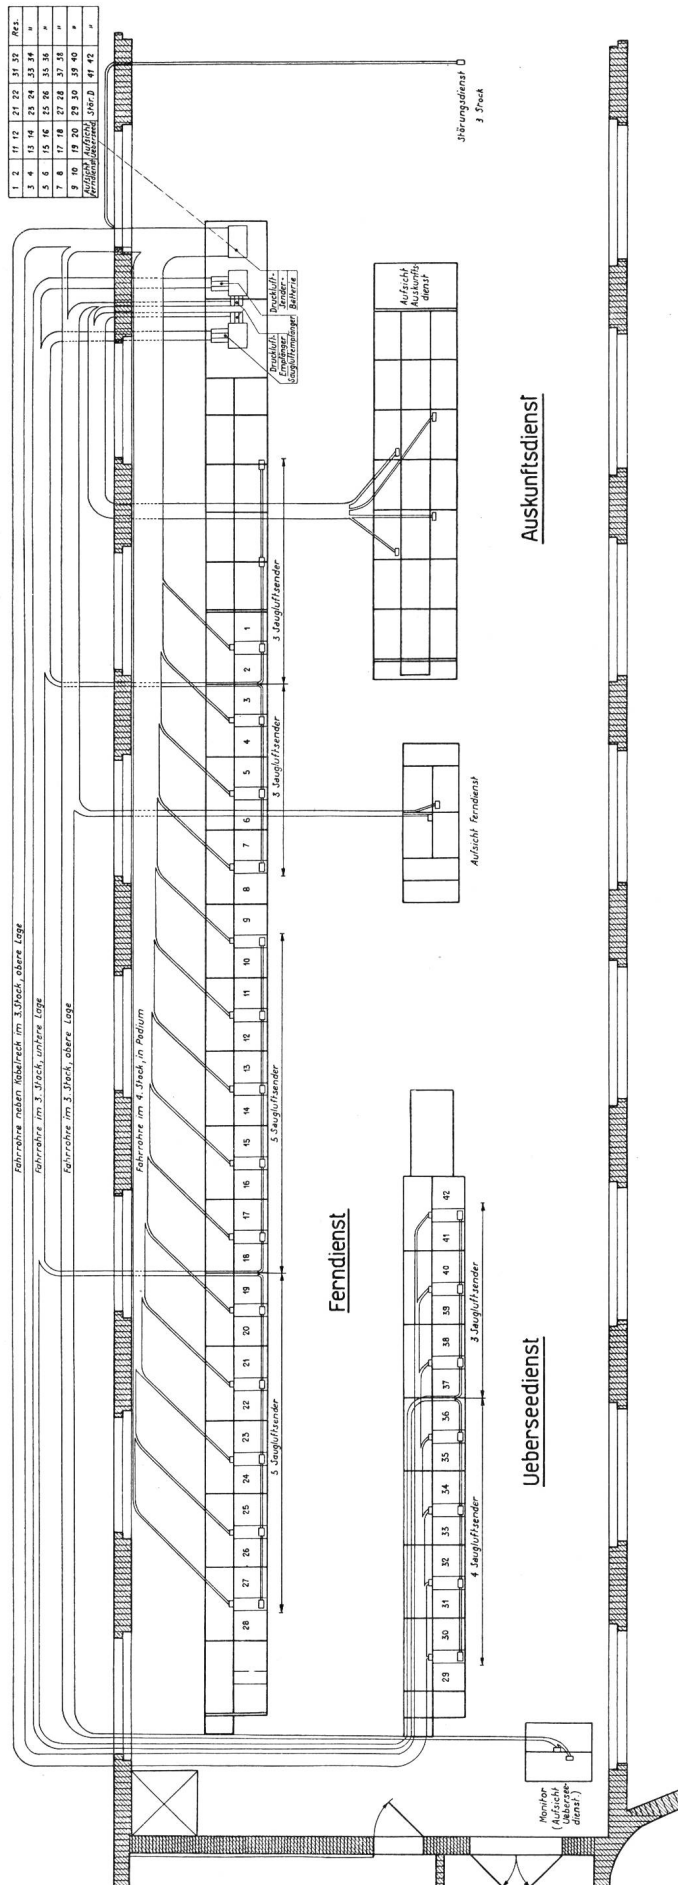 1 2 11 12 21 22 31 32 Res.
3 4 13 14 23 24 33 34 "
5 6 15 16 25 26 35 36 "
7 8 17 18 27 28 37 38 "
9 10 19 20 29 30 39 40 "
Aufsicht Ferndienst Aufsicht Uebersee Stör.D 41 42 "
Störungsdienst
3 Stock
Druckluft-
Sender-
Batterie
Druckluft-
Empfänger
Saugluftempfänger
Aufsicht
Auskunfts-
dienst
Auskunftsdienst
Fahrrohre neben Kabelreck im 3. Stock, obere Lage
Fahrrohre im 3. Stock, untere Lage
Fahrrohre im 3. Stock, obere Lage
Fahrrohre im 4. Stock, in Podium
1
2
3
4
5
6
7
8
9
10
11
12
13
14
15
16
17
18
19
20
21
22
23
24
25
26
27
28
3 Saugluftsender
3 Saugluftsender
5 Saugluftsender
5 Saugluftsender
Ferndienst
Aufsicht Ferndienst
42
41
40
39
38
37
36
35
34
33
32
31
30
29
3 Saugluftsender
4 Saugluftsender
Ueberseedienst
Monitor
(Aufsicht
Uebersee-
dienst.)